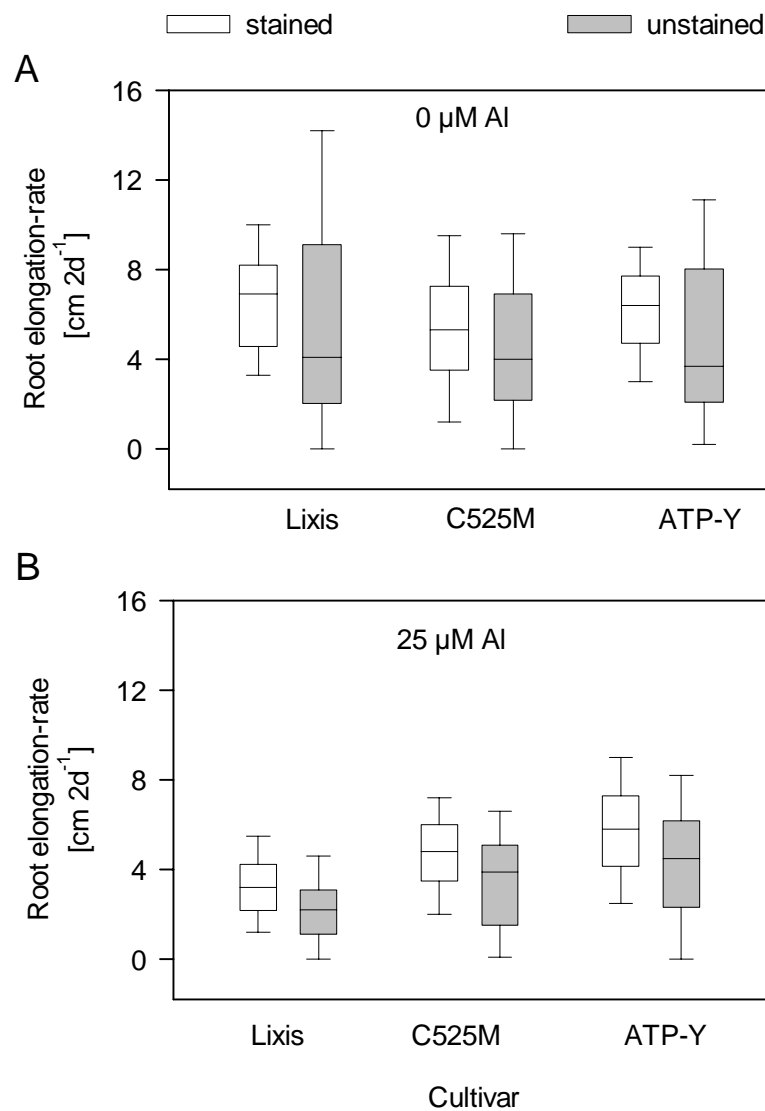 stained
unstained
A
16
12
8
4
0
Root elongation-rate
[cm 2d⁻¹]
0 µM Al
Lixis
C525M
ATP-Y
B
16
12
8
4
0
Root elongation-rate
[cm 2d⁻¹]
25 µM Al
Lixis
C525M
ATP-Y
Cultivar